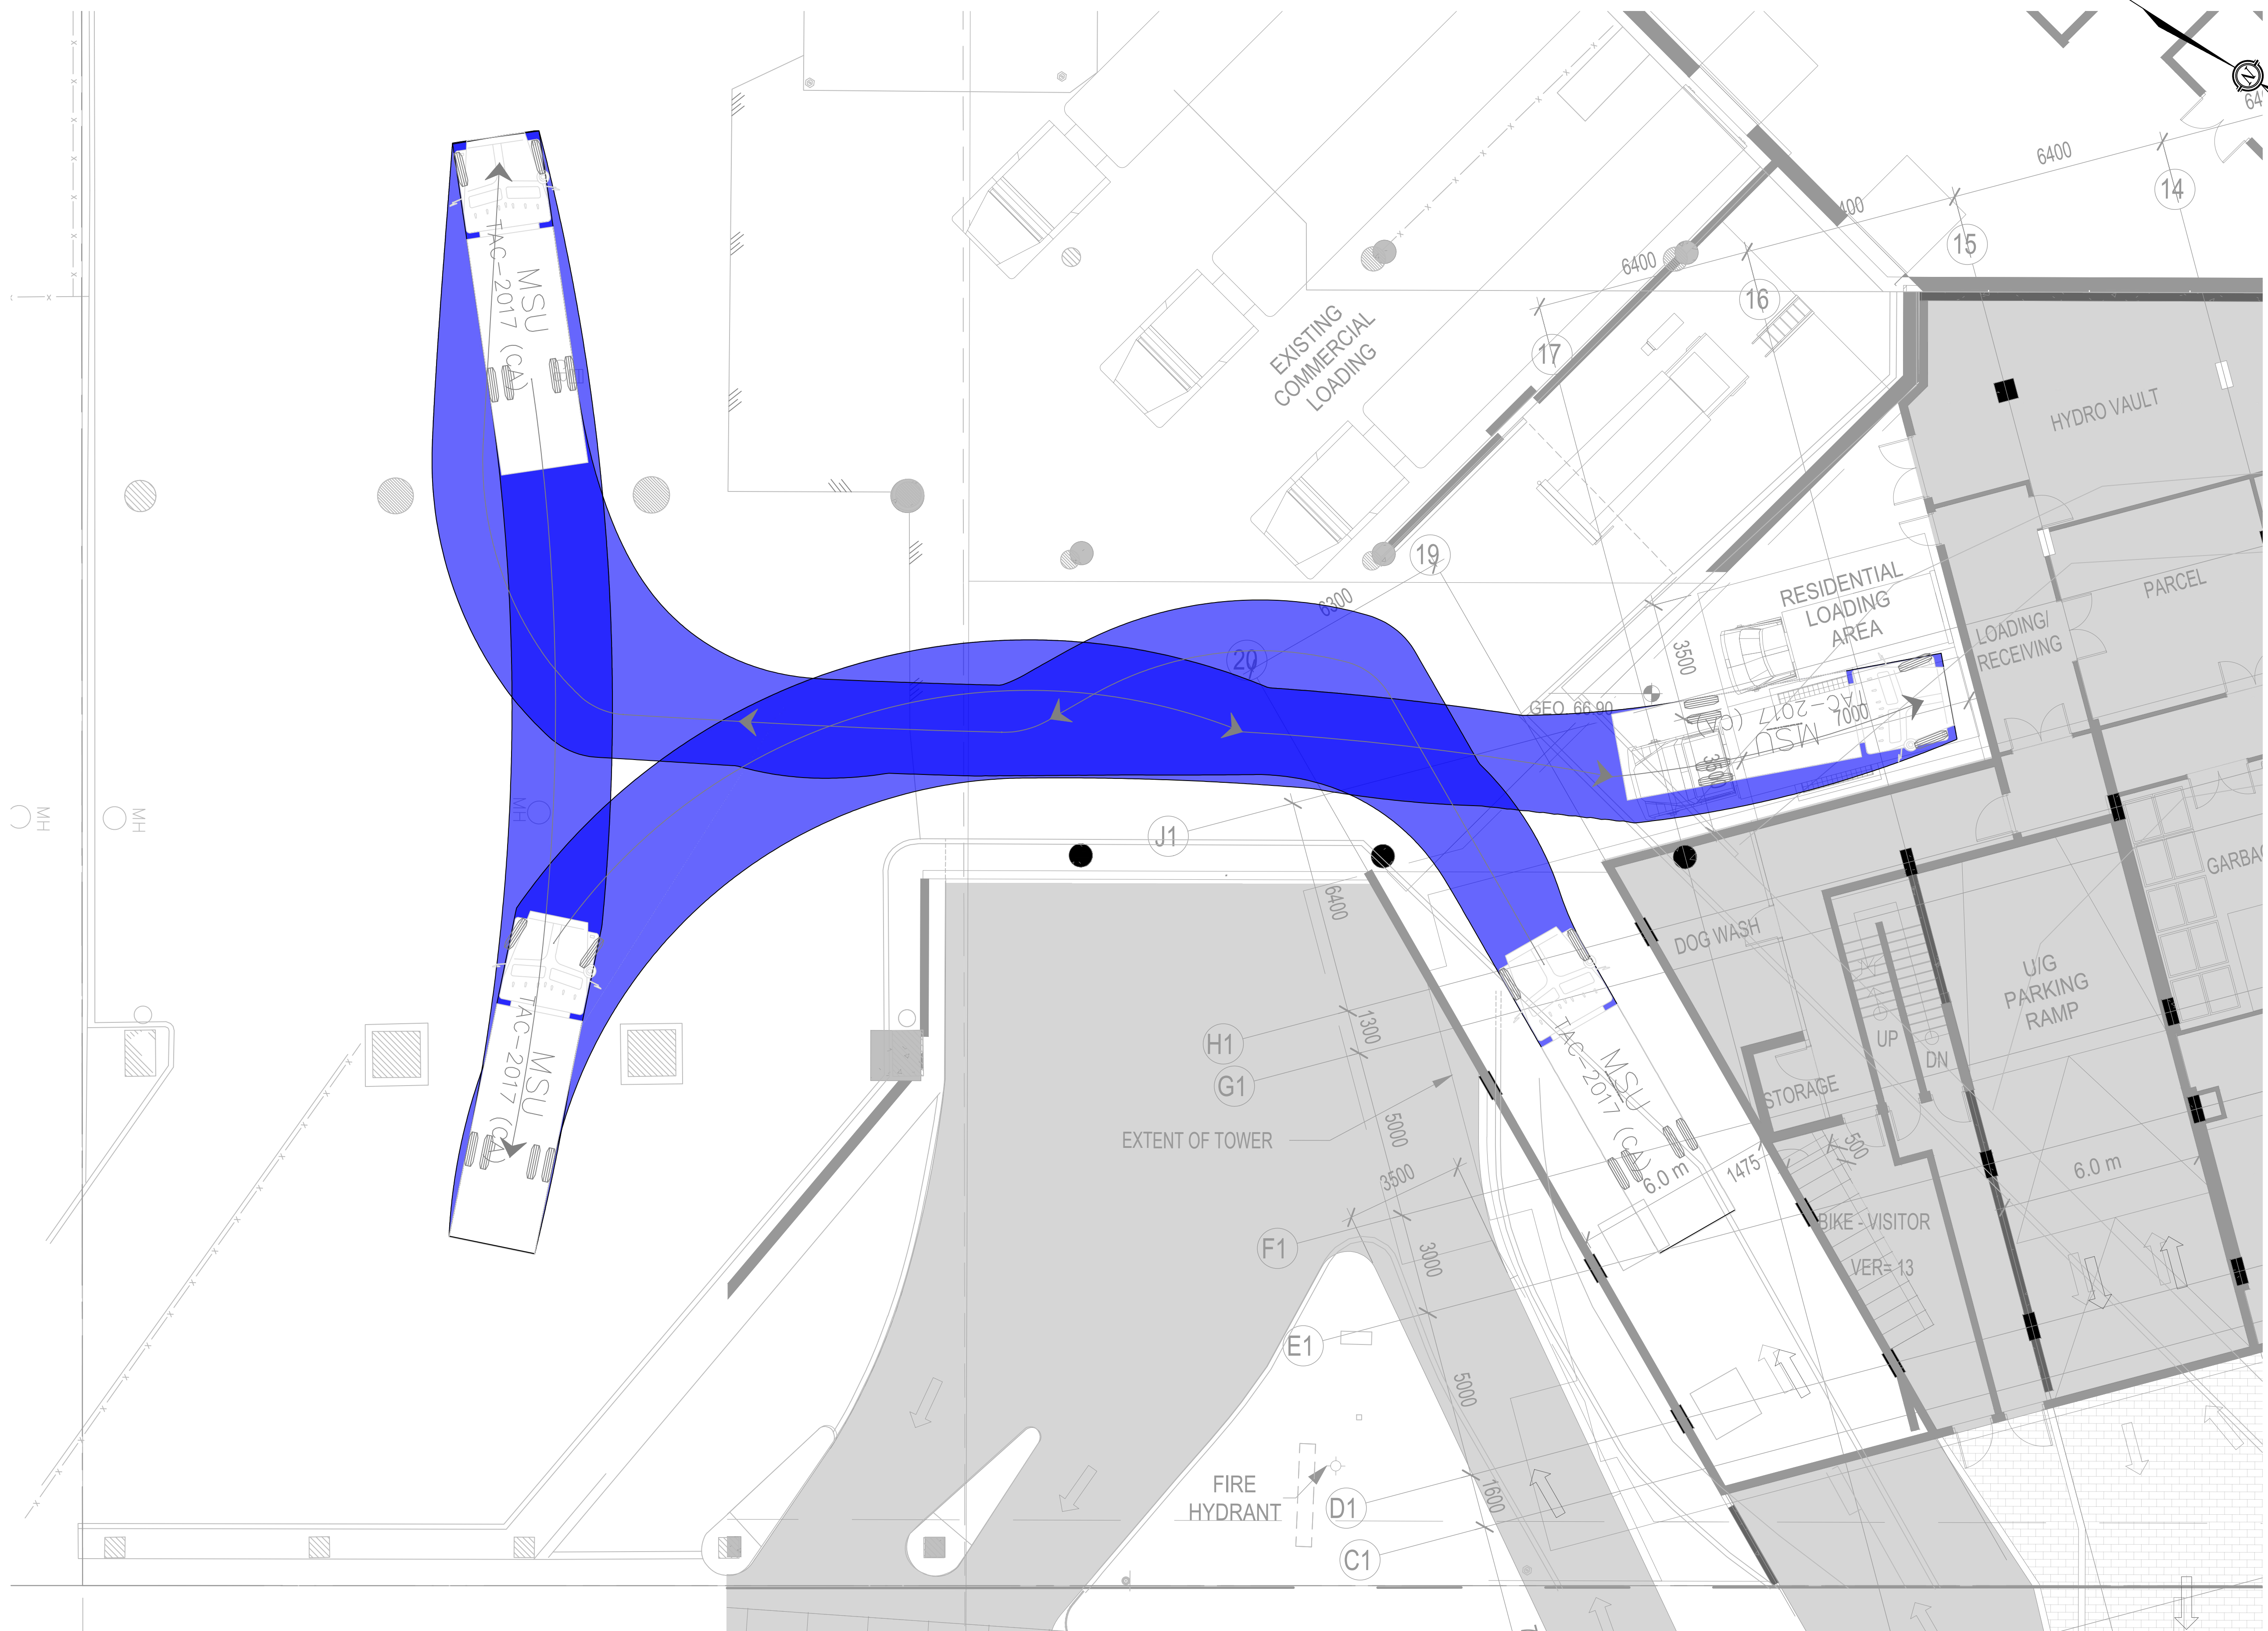 N
64
6400
14
400
15
6400
16
17
EXISTING
COMMERCIAL
LOADING
MSU
TAC-2017 (CA)
HYDRO VAULT
19
6300
20
PARCEL
RESIDENTIAL
LOADING
AREA
LOADING/
RECEIVING
3500
GEO 66.90
7000
MSU
TAC-2017 (CA)
3500
MH
MH
MH
J1
GARBAG
6400
DOG WASH
U/G
PARKING
RAMP
UP
DN
H1
1300
G1
STORAGE
MSU
TAC-2017 (CA)
MSU
TAC-2017 (CA)
EXTENT OF TOWER
5000
3500
6.0 m
1475
500
6.0 m
F1
3000
BIKE - VISITOR
VER= 13
E1
5000
FIRE
HYDRANT
D1
1600
C1